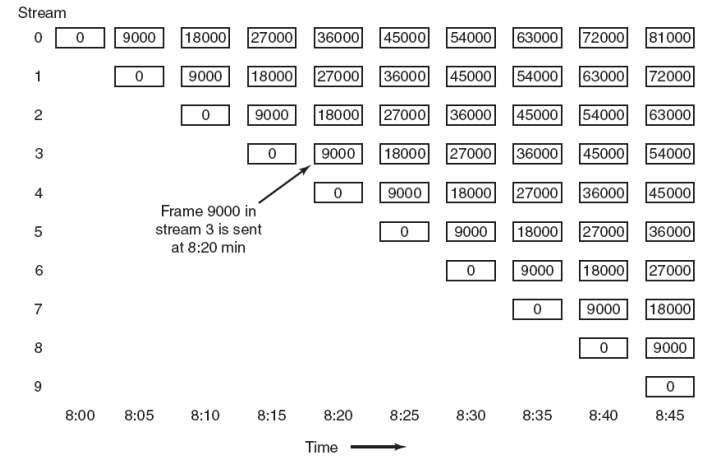 Stream
0 0 9000 18000 27000 36000 45000 54000 63000 72000 81000
1 0 9000 18000 27000 36000 45000 54000 63000 72000
2 0 9000 18000 27000 36000 45000 54000 63000
3 0 9000 18000 27000 36000 45000 54000
4 0 9000 18000 27000 36000 45000
Frame 9000 in
stream 3 is sent
at 8:20 min
5 0 9000 18000 27000 36000
6 0 9000 18000 27000
7 0 9000 18000
8 0 9000
9 0
8:00 8:05 8:10 8:15 8:20 8:25 8:30 8:35 8:40 8:45
Time